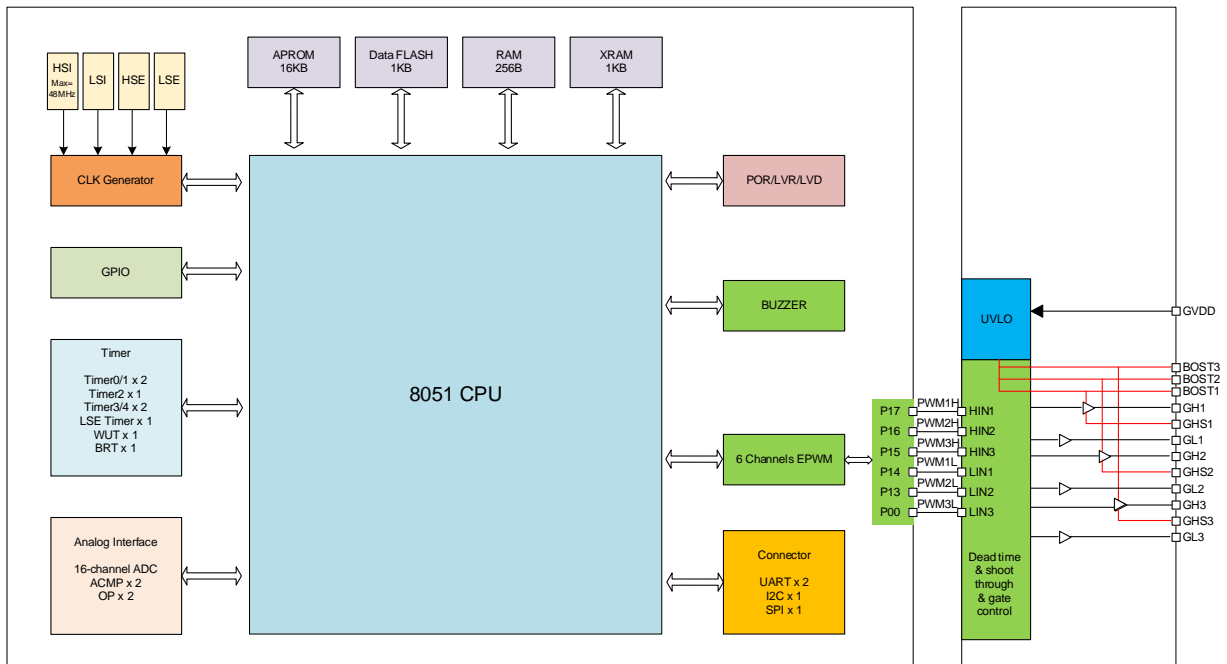 HSI
Max=
48MHz
LSI
HSE
LSE
APROM
16KB
Data FLASH
1KB
RAM
256B
XRAM
1KB
CLK Generator
GPIO
Timer
Timer0/1 x 2
Timer2 x 1
Timer3/4 x 2
LSE Timer x 1
WUT x 1
BRT x 1
Analog Interface
16-channel ADC
ACMP x 2
OP x 2
8051 CPU
POR/LVR/LVD
BUZZER
6 Channels EPWM
Connector
UART x 2
I2C x 1
SPI x 1
P17
P16
P15
P14
P13
P00
PWM1H
PWM2H
PWM3H
PWM1L
PWM2L
PWM3L
HIN1
HIN2
HIN3
LIN1
LIN2
LIN3
UVLO
Dead time
& shoot
through
& gate
control
GVDD
BOST3
BOST2
BOST1
GH1
GHS1
GL1
GH2
GHS2
GL2
GH3
GHS3
GL3